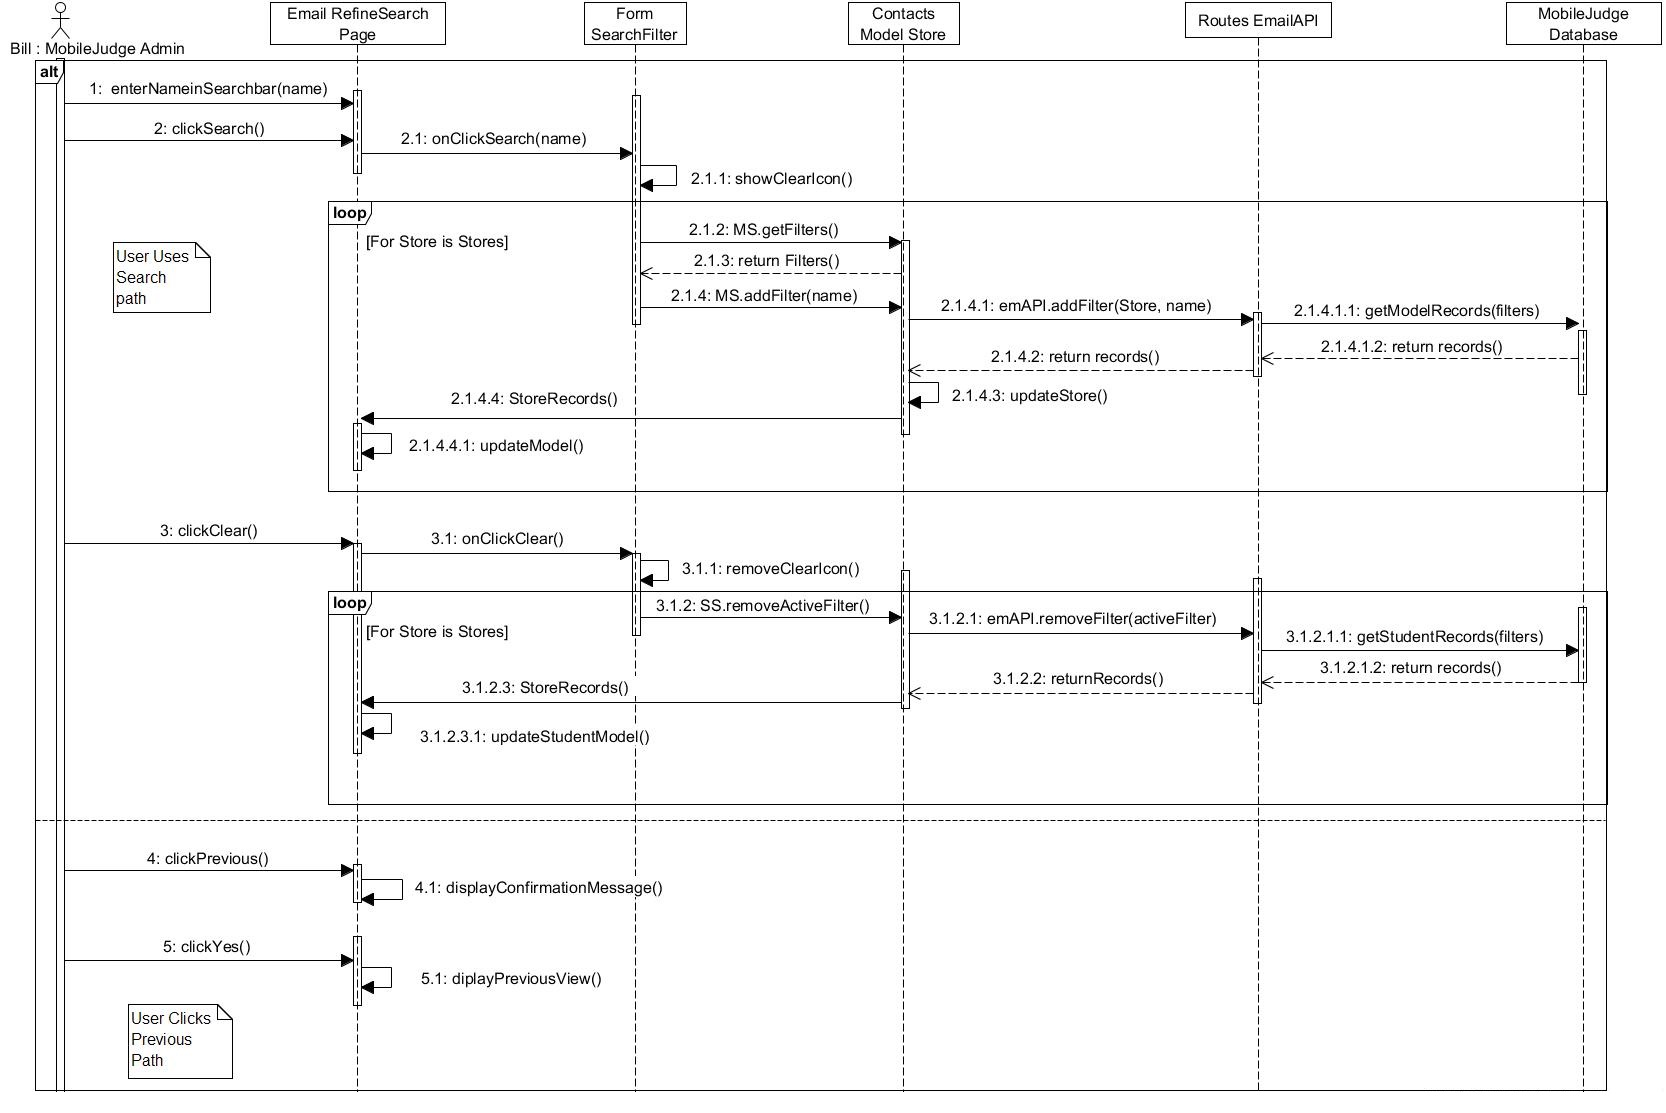 Email RefineSearch
Page
Form
SearchFilter
Contacts
Model Store
Routes EmailAPI
MobileJudge
Database
Bill : MobileJudge Admin
alt
1:  enterNameinSearchbar(name)
2: clickSearch()
2.1: onClickSearch(name)
2.1.1: showClearIcon()
loop
[For Store is Stores]
User Uses
Search
path
2.1.2: MS.getFilters()
2.1.3: return Filters()
2.1.4: MS.addFilter(name)
2.1.4.1: emAPI.addFilter(Store, name)
2.1.4.1.1: getModelRecords(filters)
2.1.4.1.2: return records()
2.1.4.2: return records()
2.1.4.3: updateStore()
2.1.4.4: StoreRecords()
2.1.4.4.1: updateModel()
3: clickClear()
3.1: onClickClear()
3.1.1: removeClearIcon()
loop
[For Store is Stores]
3.1.2: SS.removeActiveFilter()
3.1.2.1: emAPI.removeFilter(activeFilter)
3.1.2.1.1: getStudentRecords(filters)
3.1.2.1.2: return records()
3.1.2.2: returnRecords()
3.1.2.3: StoreRecords()
3.1.2.3.1: updateStudentModel()
4: clickPrevious()
4.1: displayConfirmationMessage()
5: clickYes()
5.1: diplayPreviousView()
User Clicks
Previous
Path